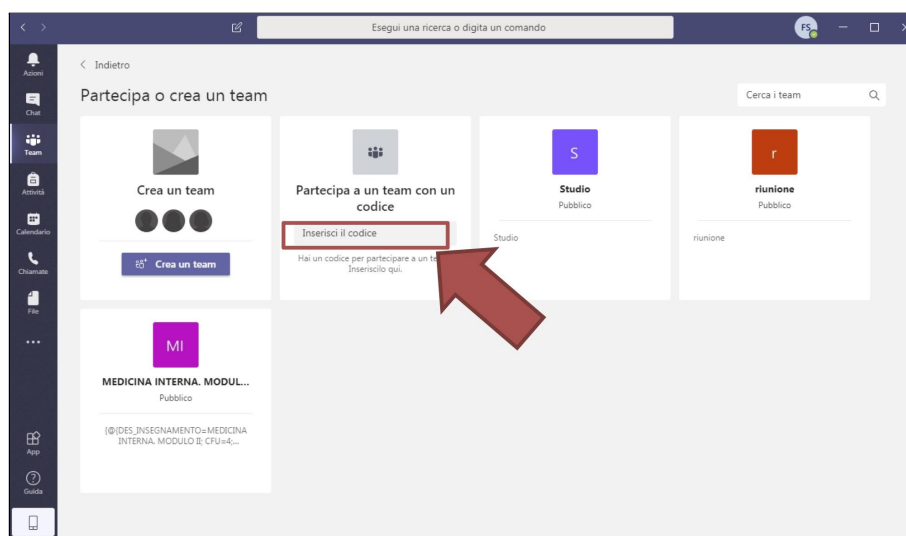 Esegui una ricerca o digita un comando
FS
Azioni
Chat
Team
Attività
Calendario
Chiamate
File
App
Guida
Indietro
Partecipa o crea un team
Cerca i team
Crea un team
Crea un team
Partecipa a un team con un
codice
Inserisci il codice
Hai un codice per partecipare a un
Inseriscilo qui.
S
Studio
Pubblico
Studio
r
riunione
Pubblico
riunione
MI
MEDICINA INTERNA. MODUL...
Pubblico
{@{DES_INSEGNAMENTO=MEDICINA
INTERNA. MODULO II; CFU=4;...